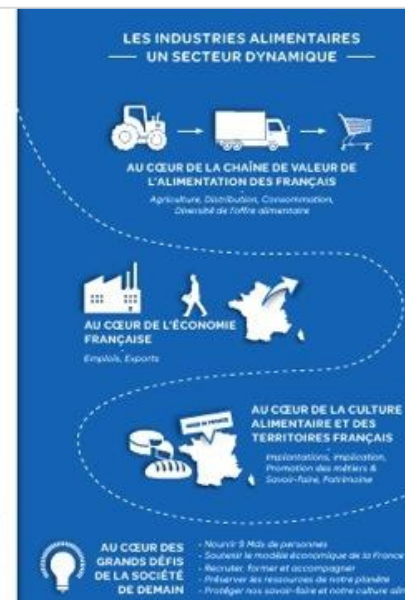 LES INDUSTRIES ALIMENTAIRES
UN SECTEUR DYNAMIQUE
AU CŒUR DE LA CHAÎNE DE VALEUR DE
L'ALIMENTATION DES FRANÇAIS
Agriculture, Distribution, Consommation,
Diversité de l'offre alimentaire
AU CŒUR DE L'ÉCONOMIE
FRANÇAISE
Emplois, Exports
MADE IN FRANCE
AU CŒUR DE LA CULTURE
ALIMENTAIRE ET DES
TERRITOIRES FRANÇAIS
Implantations, implication,
Promotion des métiers &
Savoir-faire, Patrimoine
AU CŒUR DES
GRANDS DÉFIS
DE LA SOCIÉTÉ
DE DEMAIN
- Nourrir 9 Mds de personnes
- Soutenir le modèle économique de la France
- Recruter, former et accompagner
- Préserver les ressources de notre planète
- Protéger nos savoir-faire et notre culture alim